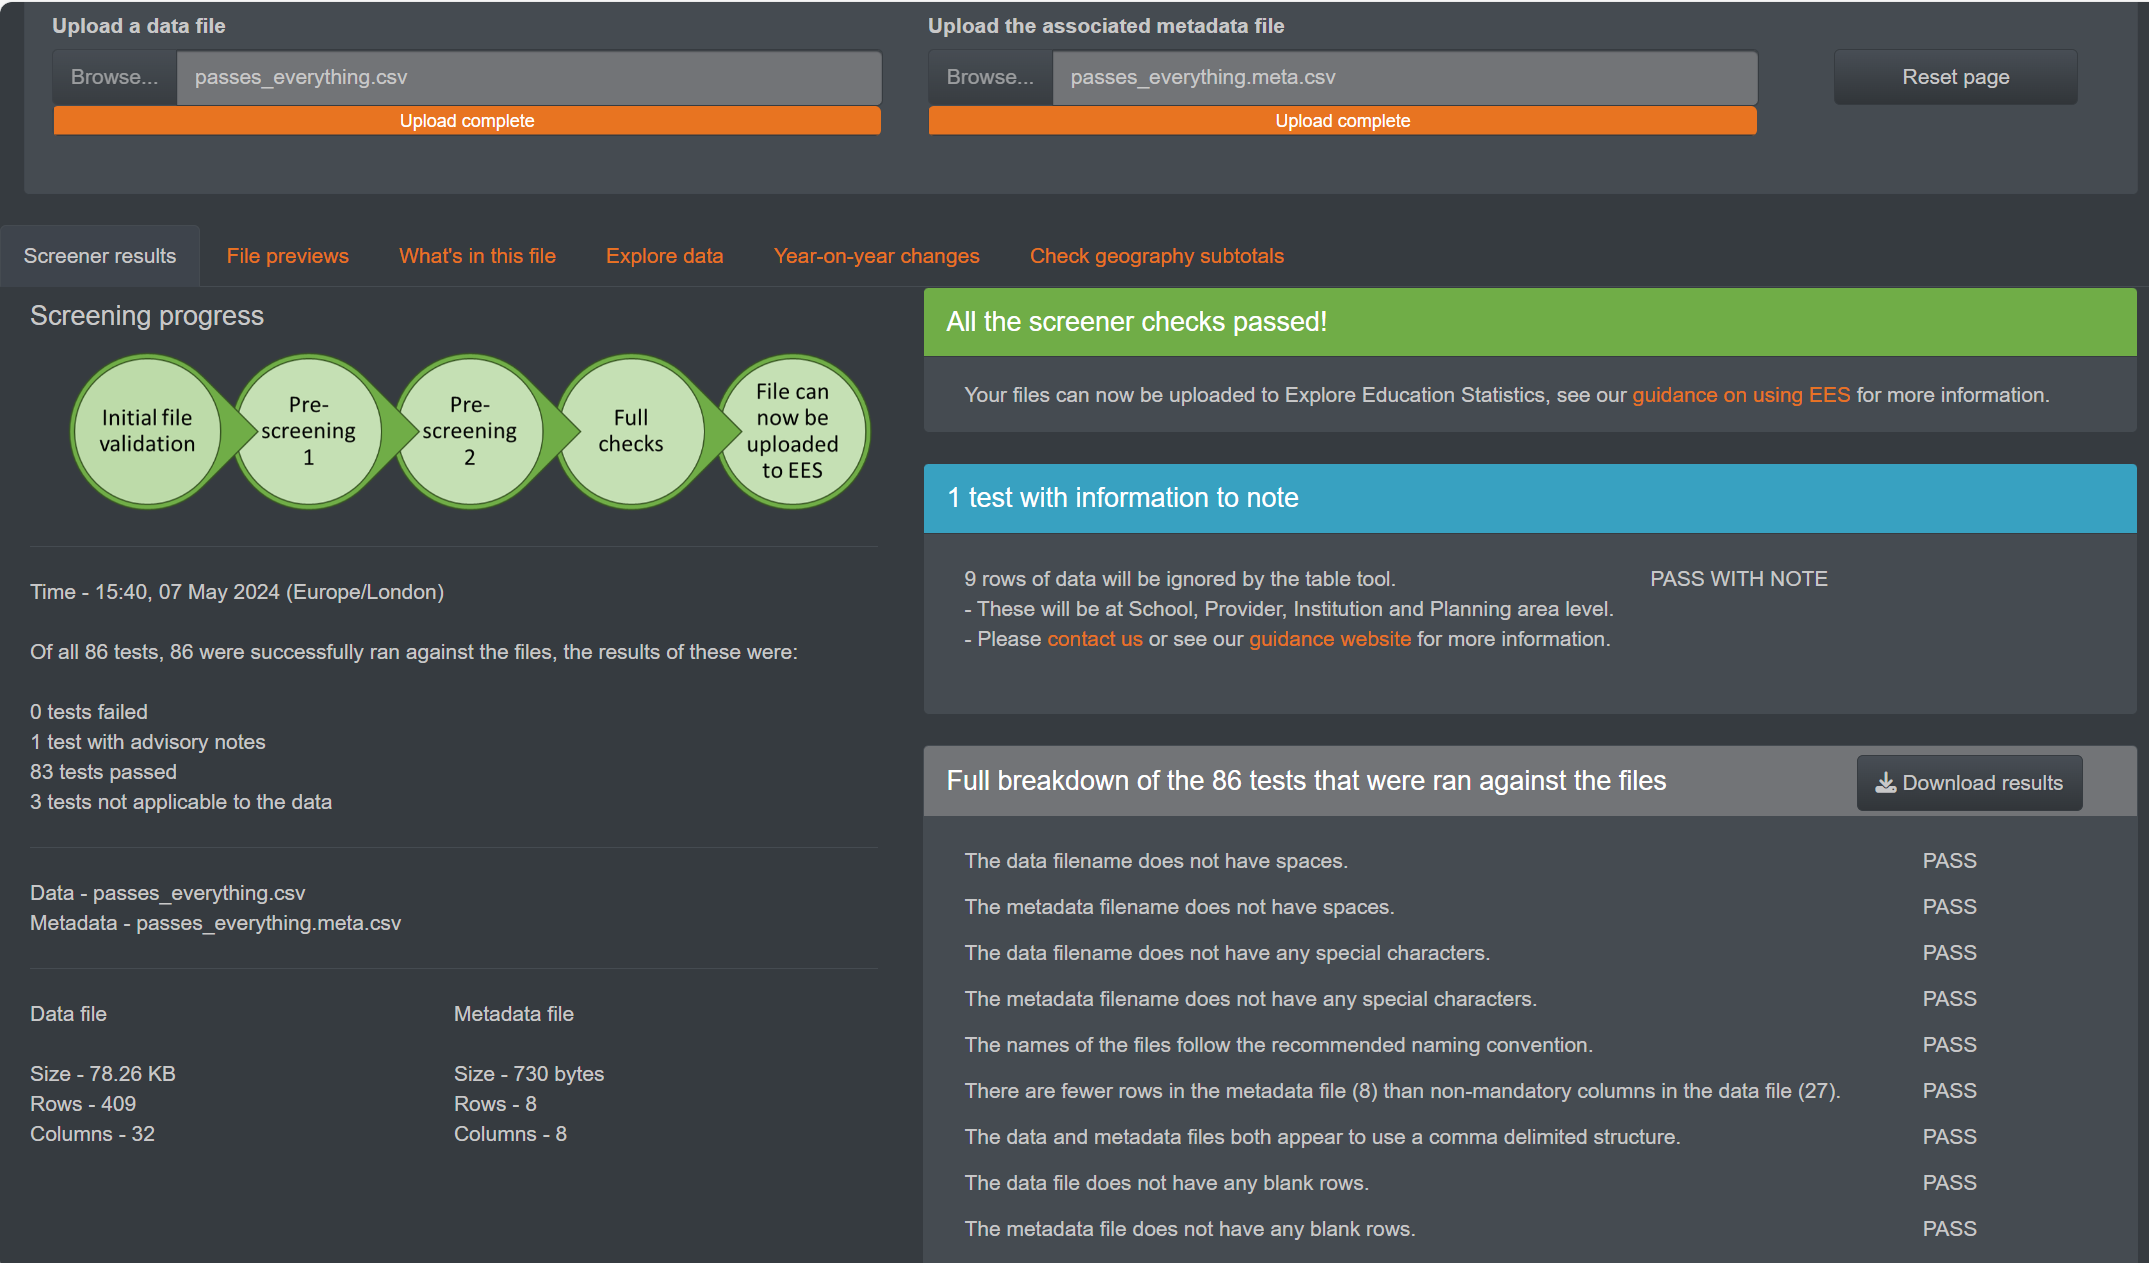 Upload a data file
Browse... passes_everything.csv
Upload complete
Upload the associated metadata file
Browse... passes_everything.meta.csv
Upload complete
Reset page
Screener results File previews What's in this file Explore data Year-on-year changes Check geography subtotals
Screening progress
Initial file
validation
Pre-
screening
1
Pre-
screening
2
Full
checks
File can
now be
uploaded
to EES
Time - 15:40, 07 May 2024 (Europe/London)
Of all 86 tests, 86 were successfully ran against the files, the results of these were:
0 tests failed
1 test with advisory notes
83 tests passed
3 tests not applicable to the data
Data - passes_everything.csv
Metadata - passes_everything.meta.csv
Data file
Size - 78.26 KB
Rows - 409
Columns - 32
Metadata file
Size - 730 bytes
Rows - 8
Columns - 8
All the screener checks passed!
Your files can now be uploaded to Explore Education Statistics, see our guidance on using EES for more information.
1 test with information to note
9 rows of data will be ignored by the table tool. PASS WITH NOTE
- These will be at School, Provider, Institution and Planning area level.
- Please contact us or see our guidance website for more information.
Full breakdown of the 86 tests that were ran against the files Download results
The data filename does not have spaces. PASS
The metadata filename does not have spaces. PASS
The data filename does not have any special characters. PASS
The metadata filename does not have any special characters. PASS
The names of the files follow the recommended naming convention. PASS
There are fewer rows in the metadata file (8) than non-mandatory columns in the data file (27). PASS
The data and metadata files both appear to use a comma delimited structure. PASS
The data file does not have any blank rows. PASS
The metadata file does not have any blank rows. PASS